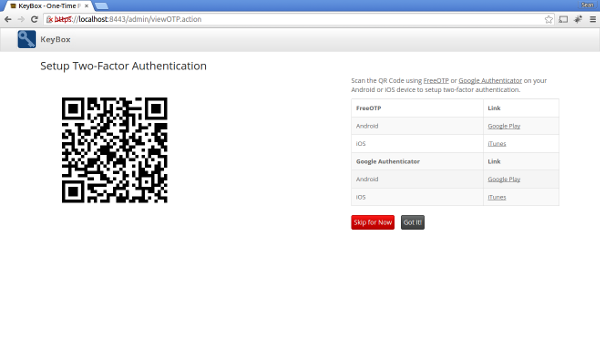 KeyBox - One-Time P
https://localhost:8443/admin/viewOTP.action
KeyBox
Setup Two-Factor Authentication
Scan the QR Code using FreeOTP or Google Authenticator on your
Android or iOS device to setup two-factor authentication.
FreeOTP Link
Android Google Play
iOS iTunes
Google Authenticator Link
Android Google Play
iOS iTunes
Skip for Now Got It!